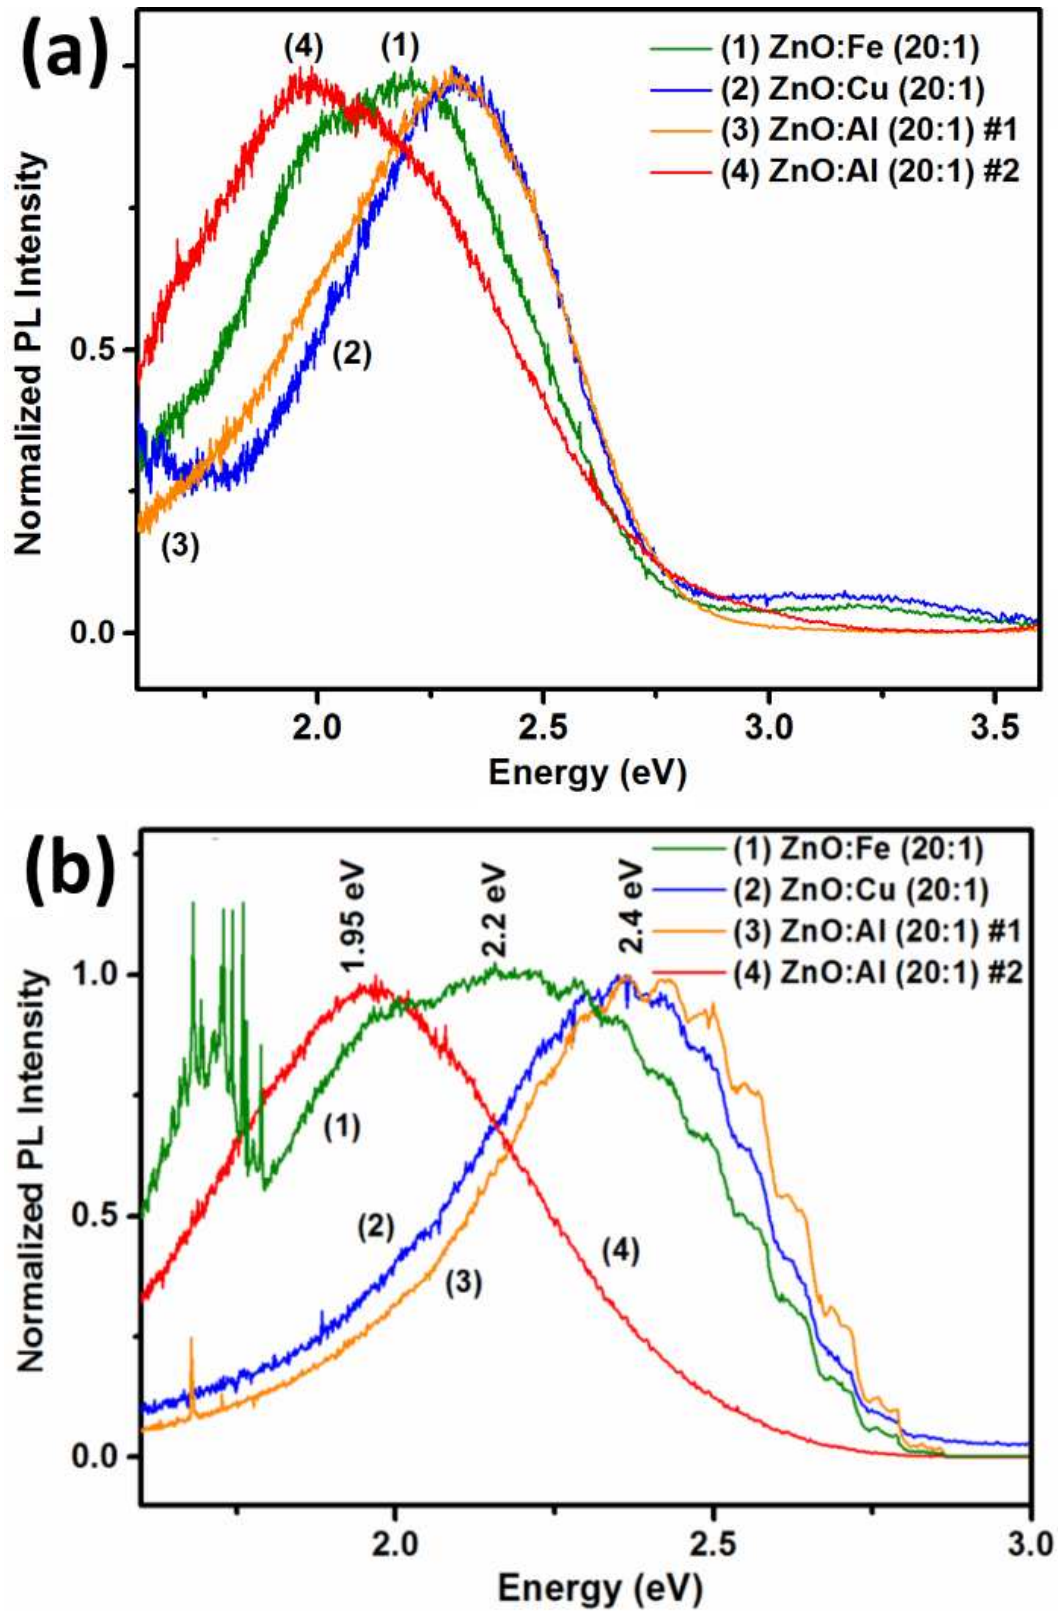 (a)
(4) (1)
(1) ZnO:Fe (20:1)
(2) ZnO:Cu (20:1)
(3) ZnO:Al (20:1) #1
(4) ZnO:Al (20:1) #2
Normalized PL Intensity
0.5
0.0
(2)
(3)
2.0 2.5 3.0 3.5
Energy (eV)
(b)
1.95 eV
2.2 eV
2.4 eV
(1) ZnO:Fe (20:1)
(2) ZnO:Cu (20:1)
(3) ZnO:Al (20:1) #1
(4) ZnO:Al (20:1) #2
Normalized PL Intensity
1.0
0.5
0.0
(1)
(2)
(3)
(4)
2.0 2.5 3.0
Energy (eV)